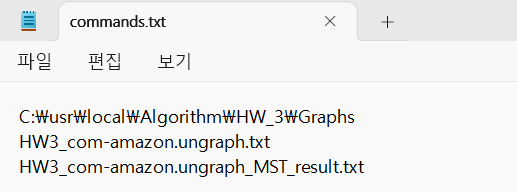 commands.txt
파일 편집 보기
C:₩usr₩local₩Algorithm₩HW_3₩Graphs
HW3_com-amazon.ungraph.txt
HW3_com-amazon.ungraph_MST_result.txt